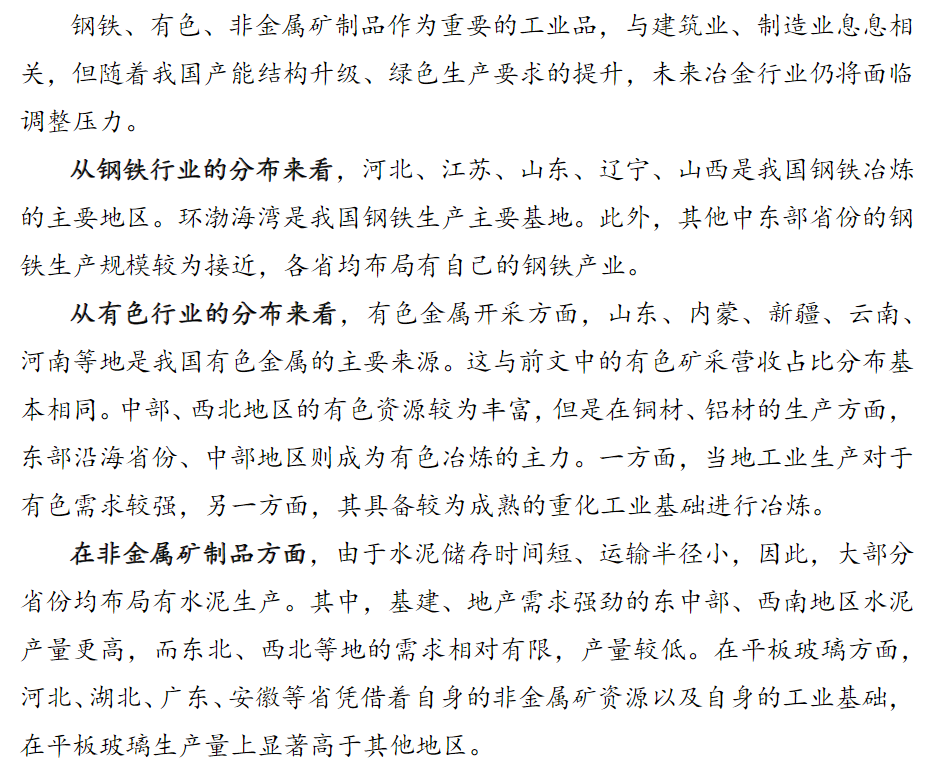 钢铁、有色、非金属矿制品作为重要的工业品，与建筑业、制造业息息相
关，但随着我国产能结构升级、绿色生产要求的提升，未来冶金行业仍将面临
调整压力。
从钢铁行业的分布来看，河北、江苏、山东、辽宁、山西是我国钢铁冶炼
的主要地区。环渤海湾是我国钢铁生产主要基地。此外，其他中东部省份的钢
铁生产规模较为接近，各省均布局有自己的钢铁产业。
从有色行业的分布来看，有色金属开采方面，山东、内蒙、新疆、云南、
河南等地是我国有色金属的主要来源。这与前文中的有色矿采营收占比分布基
本相同。中部、西北地区的有色资源较为丰富，但是在铜材、铝材的生产方面，
东部沿海省份、中部地区则成为有色冶炼的主力。一方面，当地工业生产对于
有色需求较强，另一方面，其具备较为成熟的重化工业基础进行冶炼。
在非金属矿制品方面，由于水泥储存时间短、运输半径小，因此，大部分
省份均布局有水泥生产。其中，基建、地产需求强劲的东中部、西南地区水泥
产量更高，而东北、西北等地的需求相对有限，产量较低。在平板玻璃方面，
河北、湖北、广东、安徽等省凭借着自身的非金属矿资源以及自身的工业基础，
在平板玻璃生产量上显著高于其他地区。